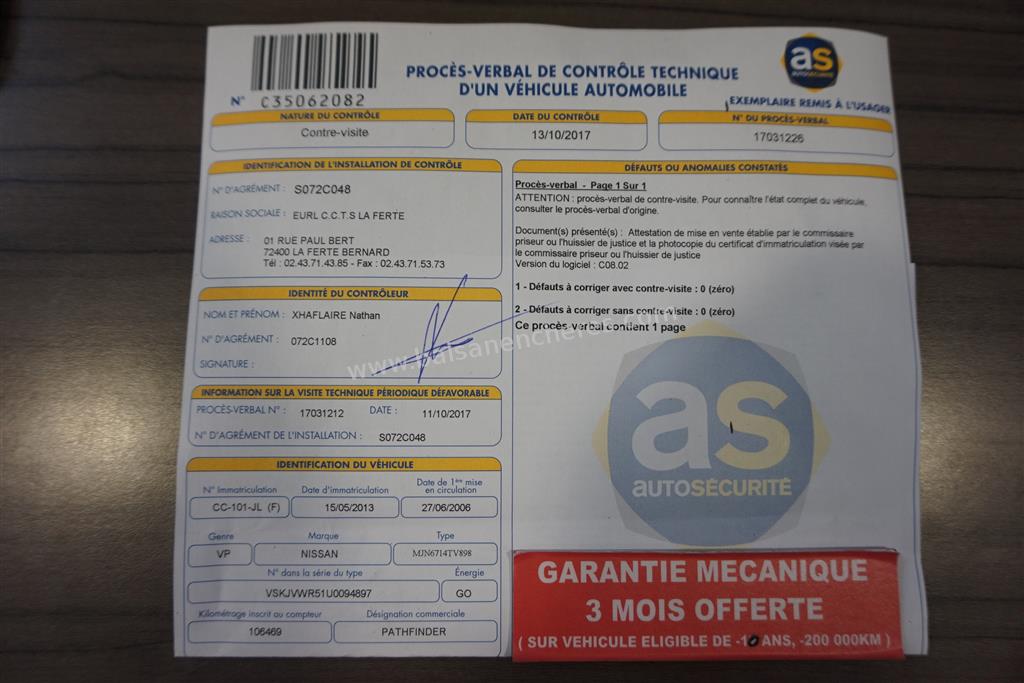 as
AUTOSÉCURITÉ
PROCÈS-VERBAL DE CONTRÔLE TECHNIQUE
D'UN VÉHICULE AUTOMOBILE
N° C35062082
EXEMPLAIRE REMIS À L'USAGER
NATURE DU CONTRÔLE
Contre-visite
DATE DU CONTRÔLE
13/10/2017
N° DU PROCÈS-VERBAL
17031226
IDENTIFICATION DE L'INSTALLATION DE CONTRÔLE
N° D'AGRÉMENT : S072C048
RAISON SOCIALE : EURL C.C.T.S LA FERTE
ADRESSE : 01 RUE PAUL BERT
72400 LA FERTE BERNARD
Tél : 02.43.71.43.85 - Fax : 02.43.71.53.73
IDENTITÉ DU CONTRÔLEUR
NOM ET PRÉNOM : XHAFLAIRE Nathan
N° D'AGRÉMENT : 072C1108
SIGNATURE :
INFORMATION SUR LA VISITE TECHNIQUE PÉRIODIQUE DÉFAVORABLE
PROCÈS-VERBAL N° : 17031212 DATE : 11/10/2017
N° D'AGRÉMENT DE L'INSTALLATION : S072C048
IDENTIFICATION DU VÉHICULE
N° Immatriculation
CC-101-JL (F)
Date d'immatriculation
15/05/2013
Date de 1ère mise
en circulation
27/06/2006
Genre
VP
Marque
NISSAN
Type
MJN6714TV898
N° dans la série du type
VSKJVWR51U0094897
Énergie
GO
Kilométrage inscrit au compteur
106469
Désignation commerciale
PATHFINDER
DÉFAUTS OU ANOMALIES CONSTATÉS
Procès-verbal - Page 1 Sur 1
ATTENTION : procès-verbal de contre-visite. Pour connaître l'état complet du véhicule,
consulter le procès-verbal d'origine.
Document(s) présenté(s) : Attestation de mise en vente établie par le commissaire
priseur ou l'huissier de justice et la photocopie du certificat d'immatriculation visée par
le commissaire priseur ou l'huissier de justice
Version du logiciel : C08.02
1 - Défauts à corriger avec contre-visite : 0 (zéro)
2 - Défauts à corriger sans contre-visite : 0 (zéro)
Ce procès-verbal contient 1 page
as
AUTOSÉCURITÉ
GARANTIE MECANIQUE
3 MOIS OFFERTE
( SUR VEHICULE ELIGIBLE DE -10 ANS, -200 000KM )